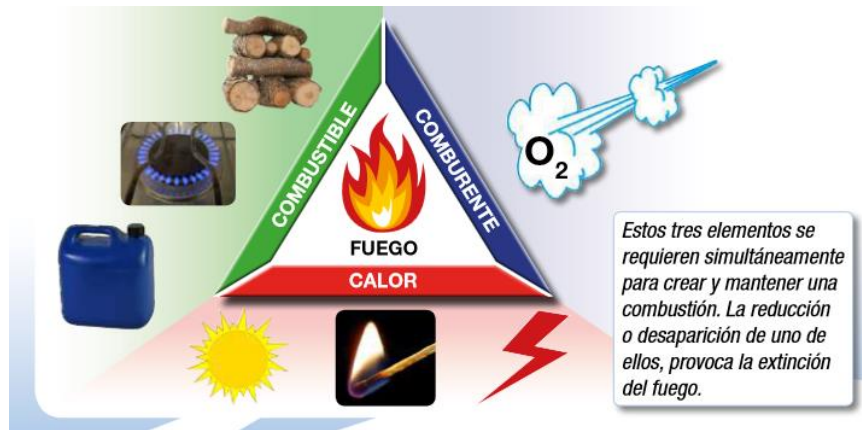 COMBUSTIBLE
COMBURENTE
O₂
FUEGO
CALOR
Estos tres elementos se
requieren simultáneamente
para crear y mantener una
combustión. La reducción
o desaparición de uno de
ellos, provoca la extinción
del fuego.